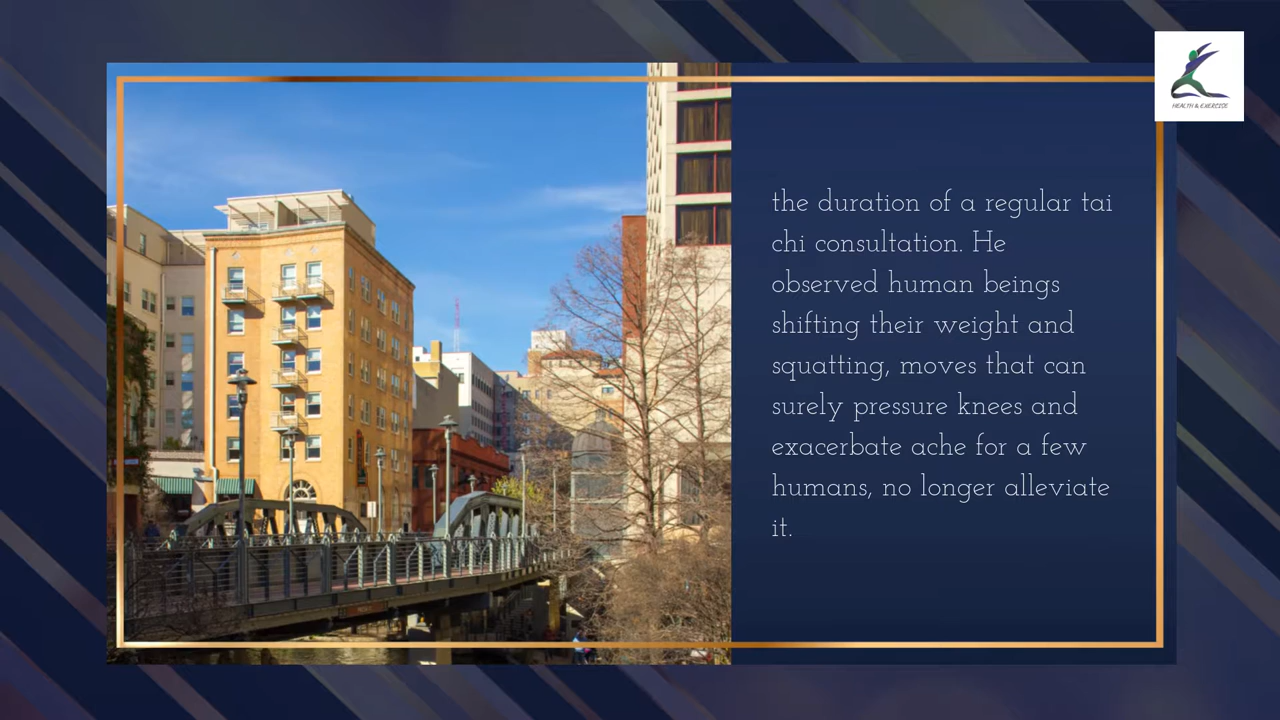 HEALTH & EXERCISE
the duration of a regular tai
chi consultation. He
observed human beings
shifting their weight and
squatting, moves that can
surely pressure knees and
exacerbate ache for a few
humans, no longer alleviate
it.